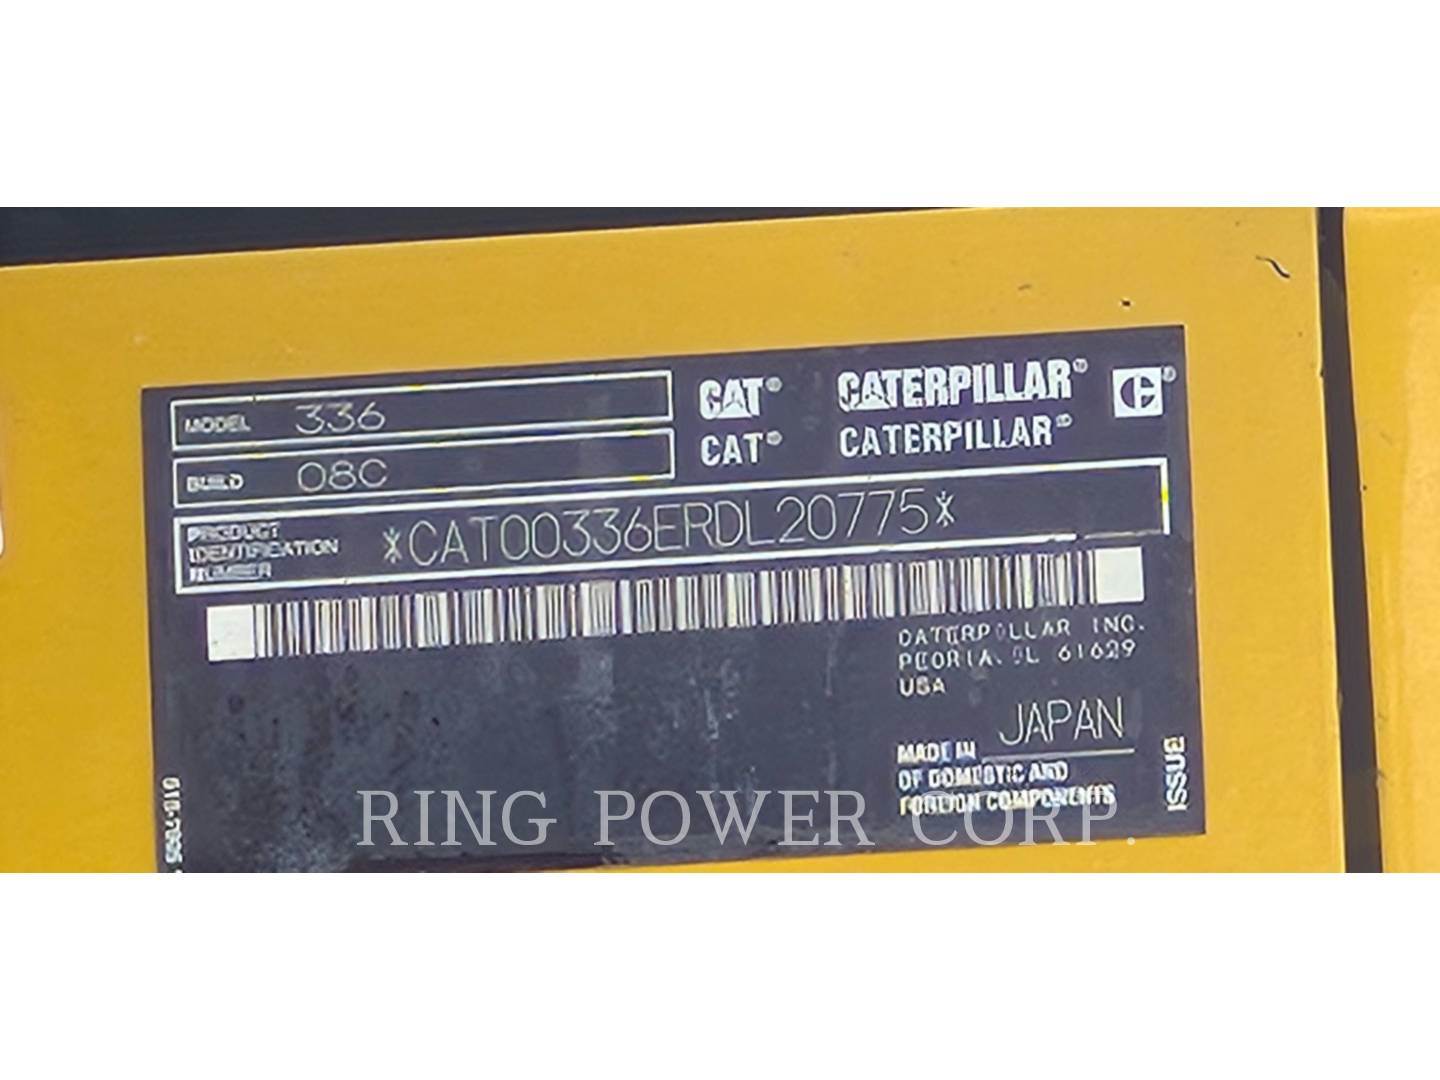 MODEL 336
BUILD 08C
CAT® CATERPILLAR® C®
CAT® CATERPILLAR®
PRODUCT IDENTIFICATION NUMBER *CAT00336ERDL20775*
CATERPILLAR INC.
PEORIA, IL 61629
USA
MADE IN JAPAN
OF DOMESTIC AND
FOREIGN COMPONENTS
ISSUE
RING POWER CORP.